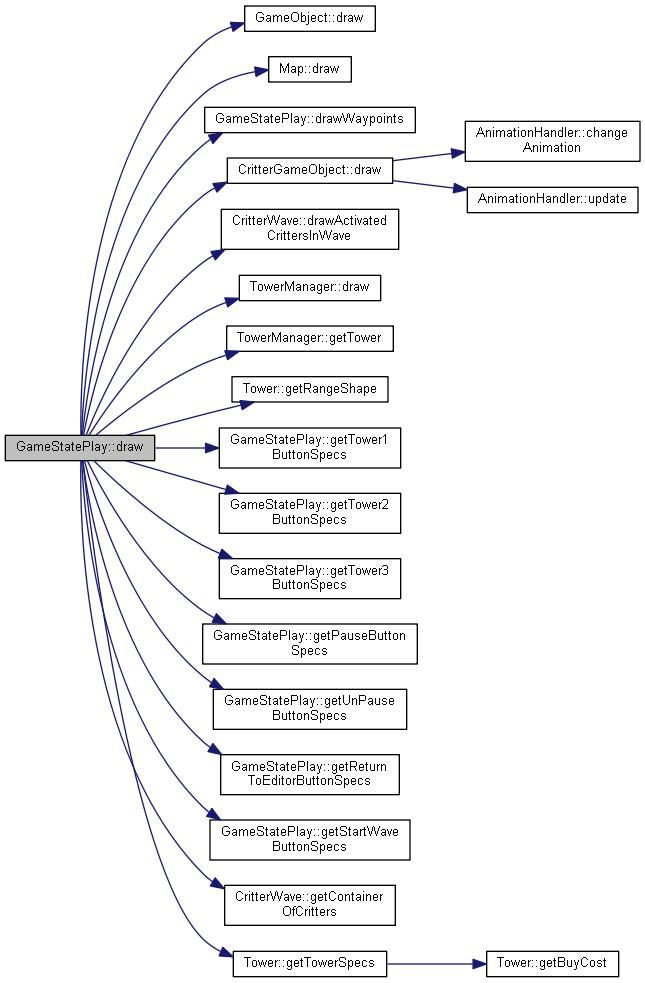 GameObject::draw
Map::draw
GameStatePlay::drawWaypoints
CritterGameObject::draw
AnimationHandler::change
Animation
AnimationHandler::update
CritterWave::drawActivated
CrittersInWave
TowerManager::draw
TowerManager::getTower
Tower::getRangeShape
GameStatePlay::draw
GameStatePlay::getTower1
ButtonSpecs
GameStatePlay::getTower2
ButtonSpecs
GameStatePlay::getTower3
ButtonSpecs
GameStatePlay::getPauseButton
Specs
GameStatePlay::getUnPause
ButtonSpecs
GameStatePlay::getReturn
ToEditorButtonSpecs
GameStatePlay::getStartWave
ButtonSpecs
CritterWave::getContainer
OfCritters
Tower::getTowerSpecs
Tower::getBuyCost